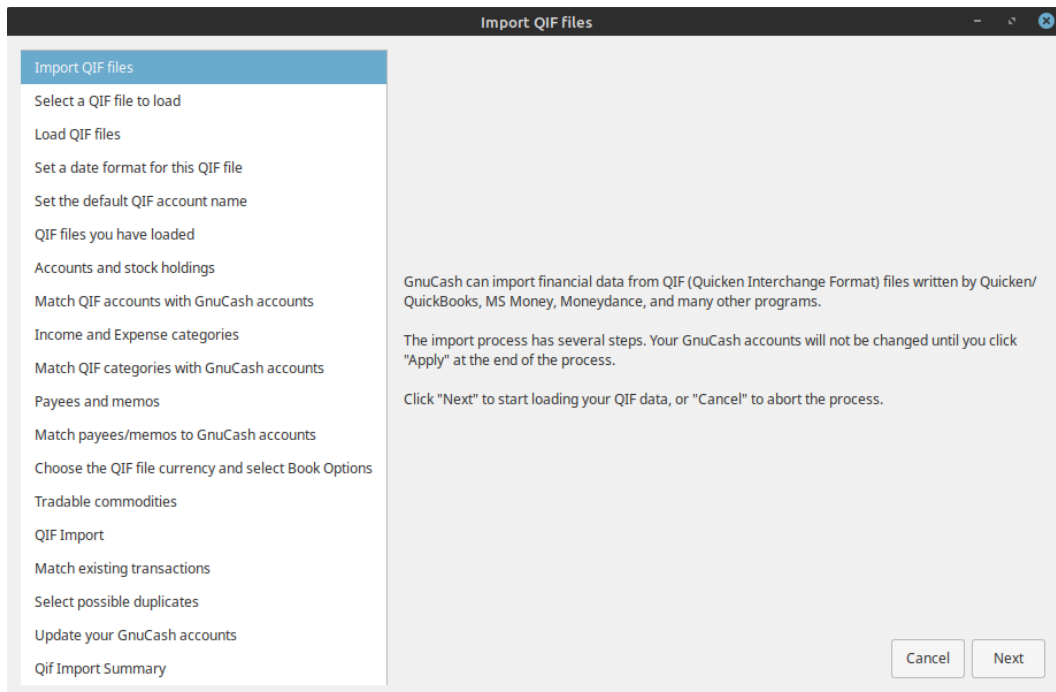 Import QIF files
Import QIF files
Select a QIF file to load
Load QIF files
Set a date format for this QIF file
Set the default QIF account name
QIF files you have loaded
Accounts and stock holdings
Match QIF accounts with GnuCash accounts
Income and Expense categories
Match QIF categories with GnuCash accounts
Payees and memos
Match payees/memos to GnuCash accounts
Choose the QIF file currency and select Book Options
Tradable commodities
QIF Import
Match existing transactions
Select possible duplicates
Update your GnuCash accounts
Qif Import Summary
GnuCash can import financial data from QIF (Quicken Interchange Format) files written by Quicken/
QuickBooks, MS Money, Moneydance, and many other programs.
The import process has several steps. Your GnuCash accounts will not be changed until you click
"Apply" at the end of the process.
Click "Next" to start loading your QIF data, or "Cancel" to abort the process.
Cancel
Next